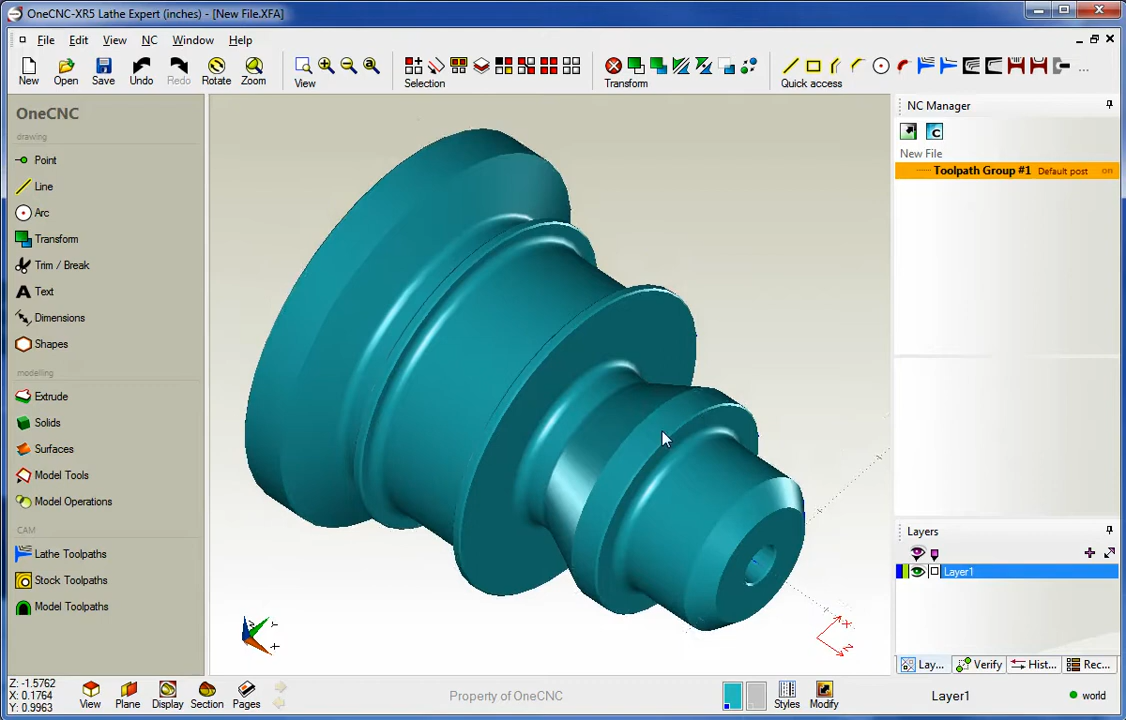 OneCNC-XR5 Lathe Expert (inches) - [New File.XFA]
File Edit View NC Window Help
New Open Save Undo Redo Rotate Zoom View Selection Transform Quick access ...
OneCNC
drawing
Point
Line
Arc
Transform
Trim / Break
Text
Dimensions
Shapes
modelling
Extrude
Solids
Surfaces
Model Tools
Model Operations
CAM
Lathe Toolpaths
Stock Toolpaths
Model Toolpaths
X
Z
Y
X
NC Manager
New File
Toolpath Group #1 Default post on
Layers
Layer1
Lay... Verify Hist... Rec...
Z: -1.5762
X: 0.1764
Y: 0.9963
View Plane Display Section Pages
Property of OneCNC
Styles Modify
Layer1
world